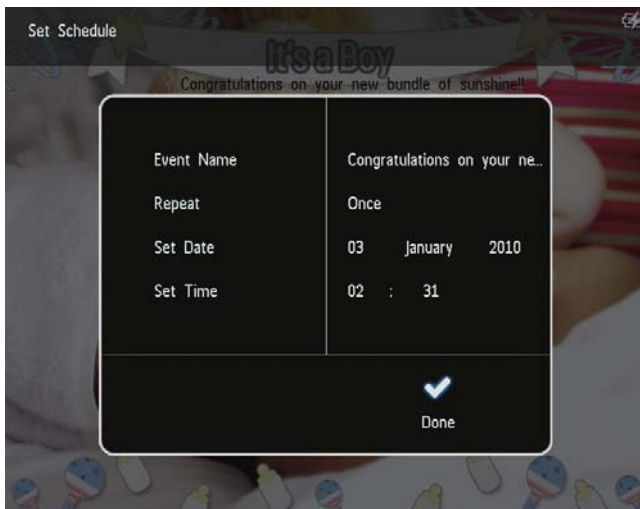 Set Schedule
It's a Boy
Congratulations on your new bundle of sunshine!!
Event Name
Congratulations on your ne...
Repeat
Once
Set Date
03 January 2010
Set Time
02 : 31
Done